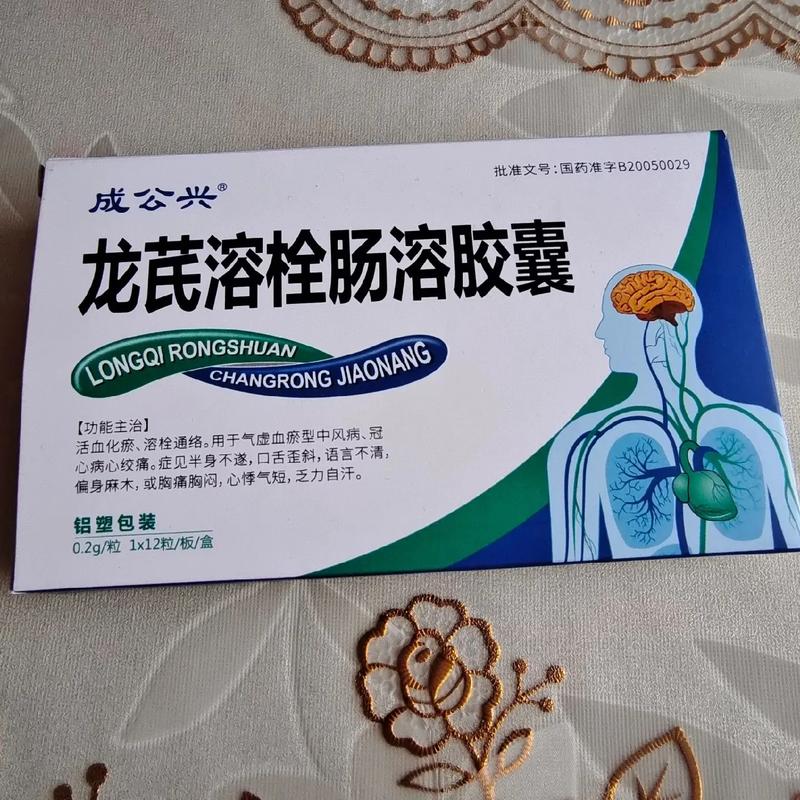 批准文号：国药准字B20050029
成公兴®
龙芪溶栓肠溶胶囊
LONGQI RONGSHUAN
CHANGRONG JIAONANG
【功能主治】
活血化瘀、溶栓通络。用于气虚血瘀型中风病、冠
心病心绞痛。症见半身不遂，口舌歪斜，语言不清，
偏身麻木，或胸痛胸闷，心悸气短，乏力自汗。
铝塑包装
0.2g/粒 1x12粒/板/盒